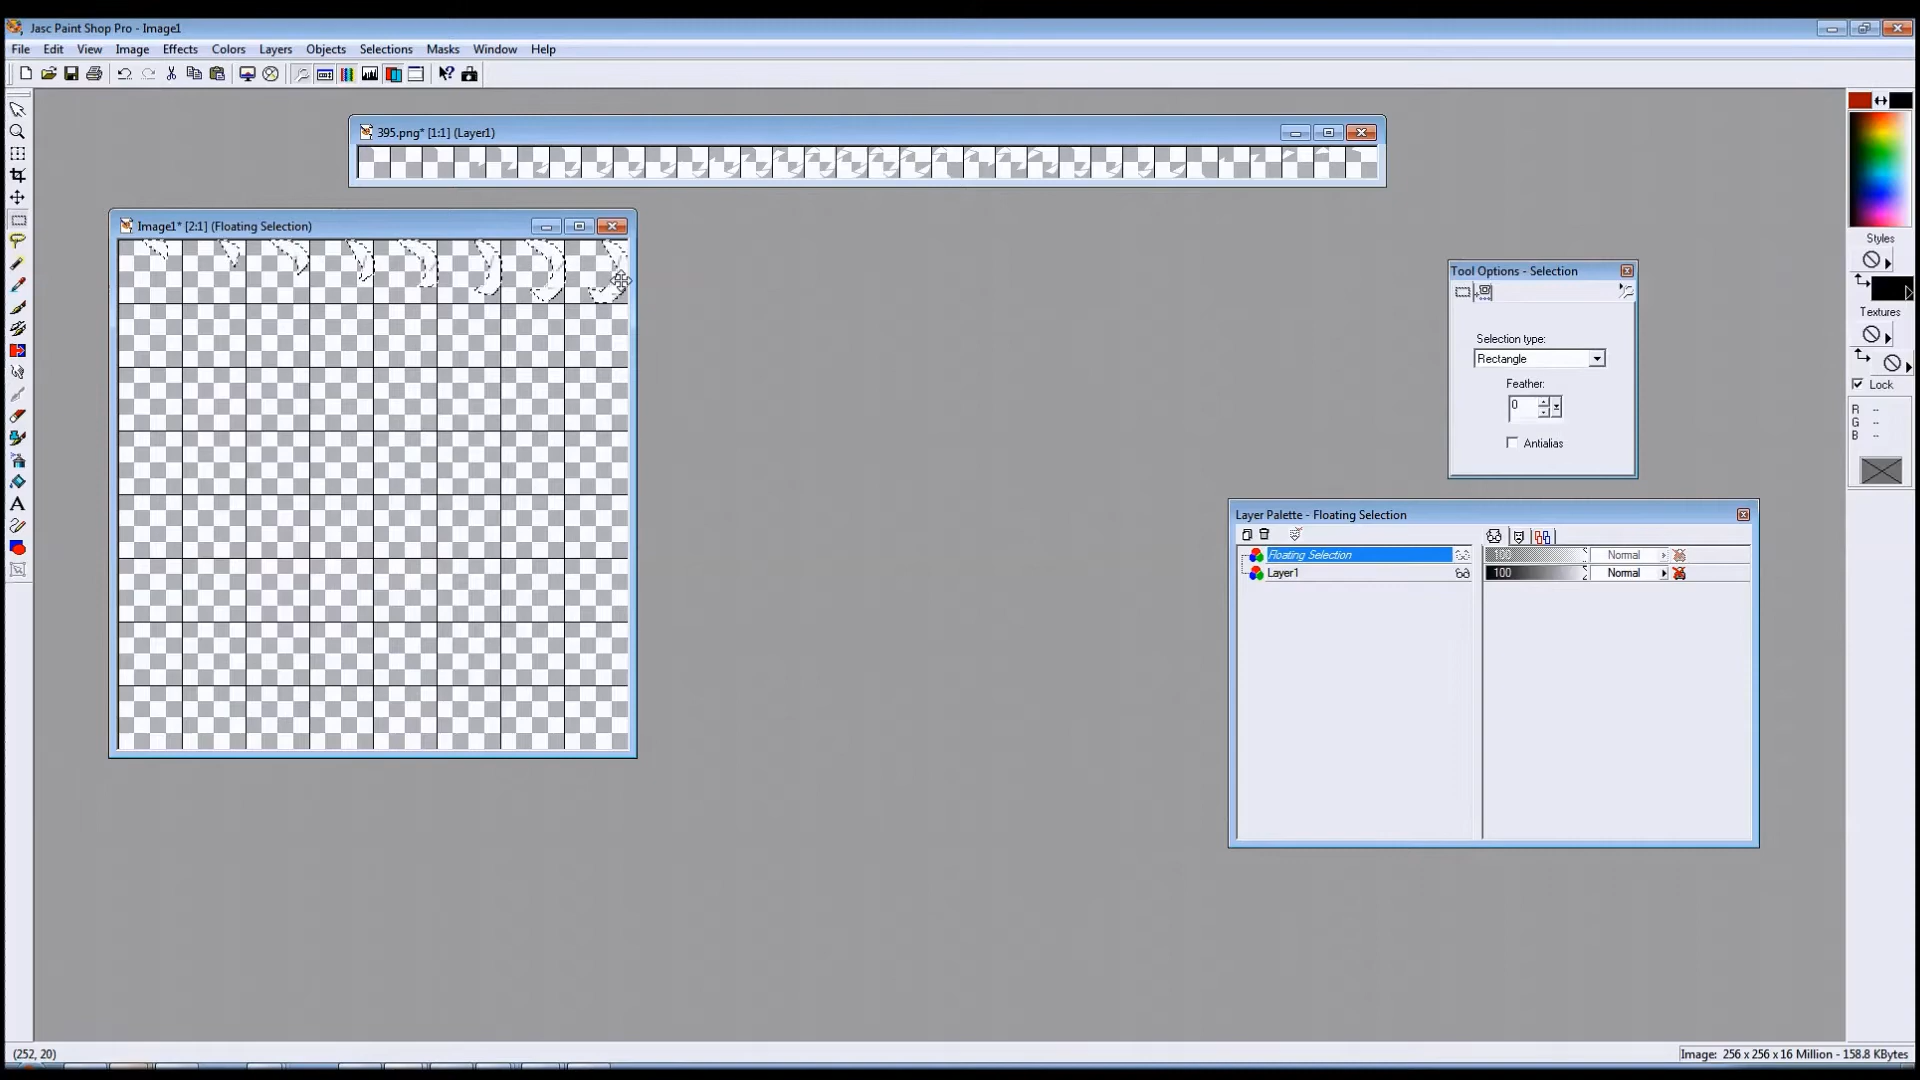 Jasc Paint Shop Pro - Image1
File Edit View Image Effects Colors Layers Objects Selections Masks Window Help
395.png* [1:1] (Layer1)
Image1* [2:1] (Floating Selection)
Tool Options - Selection
Selection type:
Rectangle
Feather:
0
Antialias
Styles
Textures
Lock
R --
G --
B --
Layer Palette - Floating Selection
Floating Selection 100 Normal
Layer1 100 Normal
(252, 20)
Image: 256 x 256 x 16 Million - 158.8 KBytes